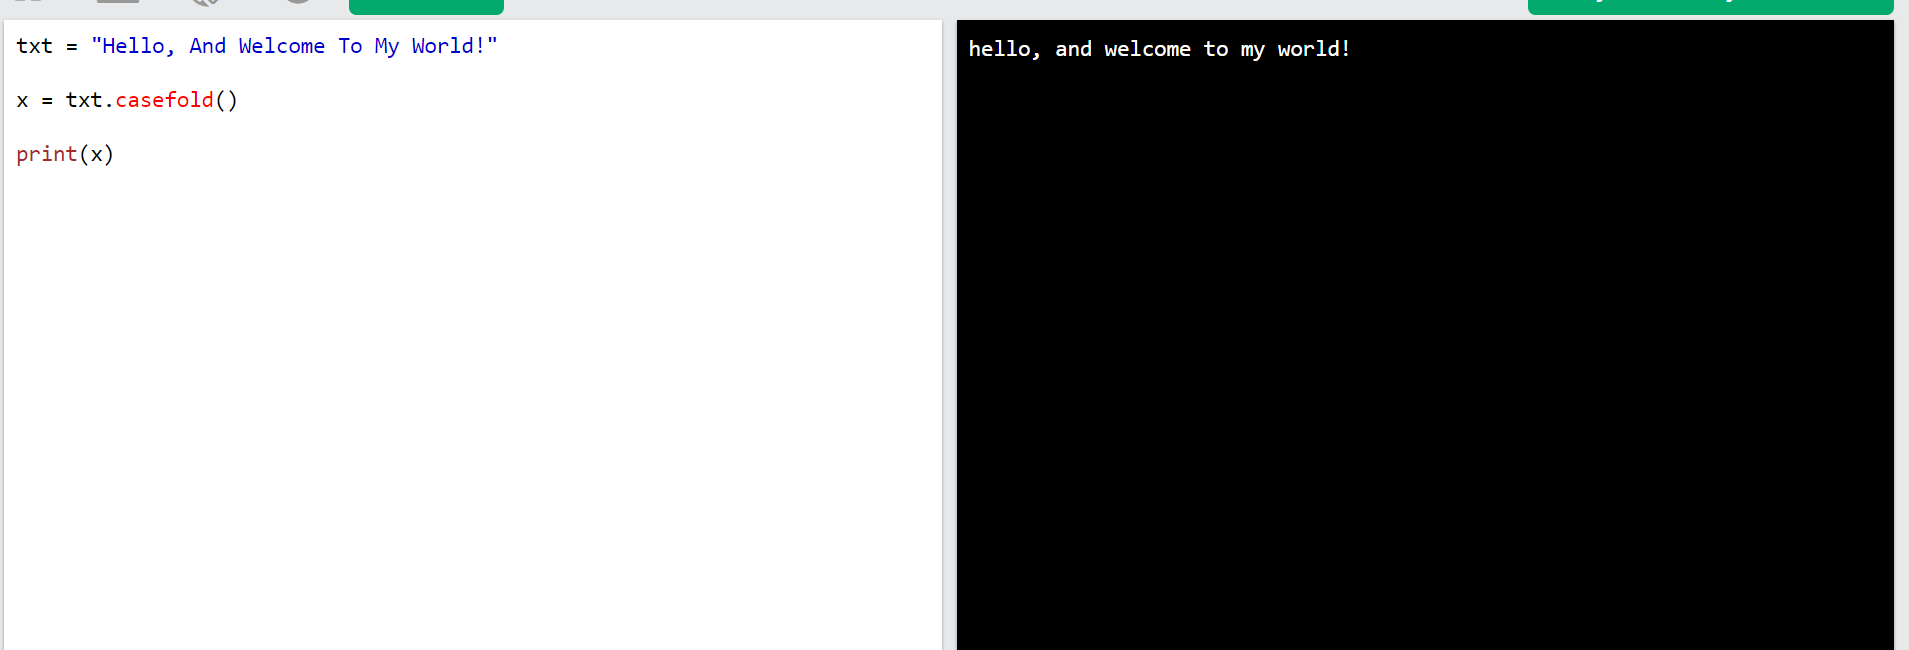 txt = "Hello, And Welcome To My World!"
x = txt.casefold()
print(x)
hello, and welcome to my world!